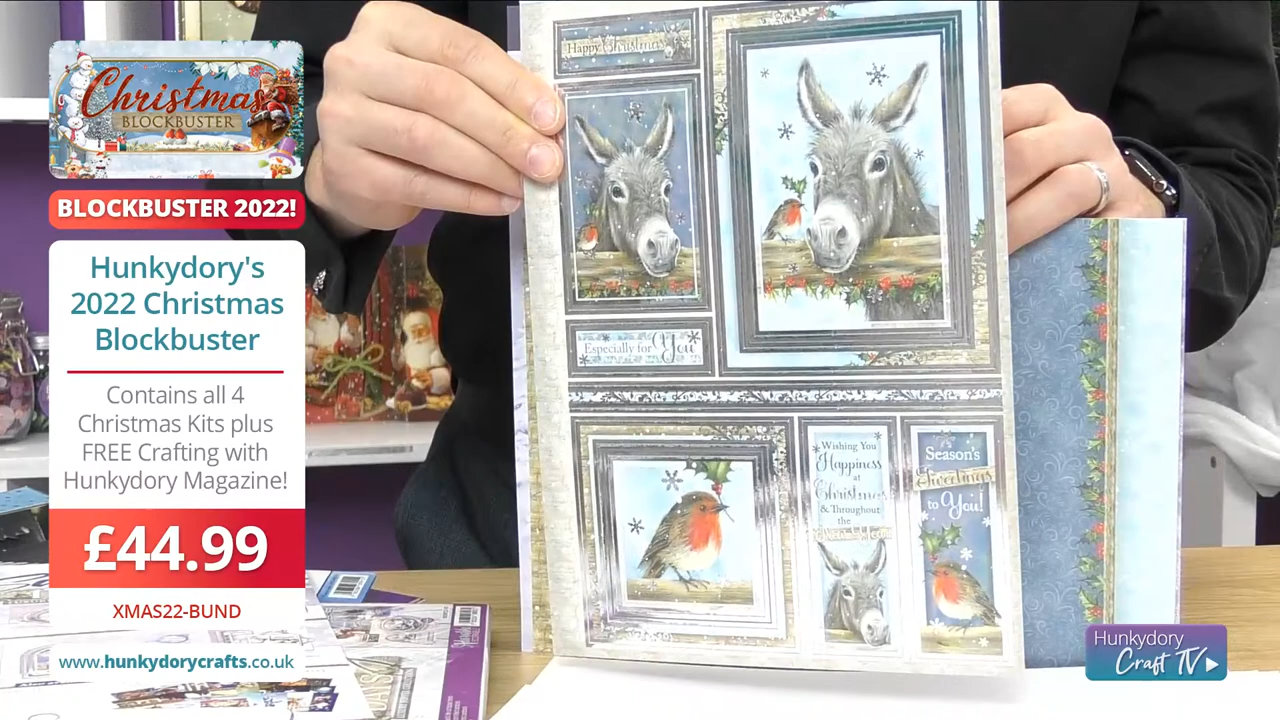 Christmas
BLOCKBUSTER
BLOCKBUSTER 2022!
Hunkydory's
2022 Christmas
Blockbuster
Contains all 4
Christmas Kits plus
FREE Crafting with
Hunkydory Magazine!
£44.99
XMAS22-BUND
www.hunkydorycrafts.co.uk
Happy Christmas
Especially for You
Wishing You
Happiness
at
Christmas
& Throughout
the
Season's
Greetings
to You!
DAYS
Hunkydory
Craft TV